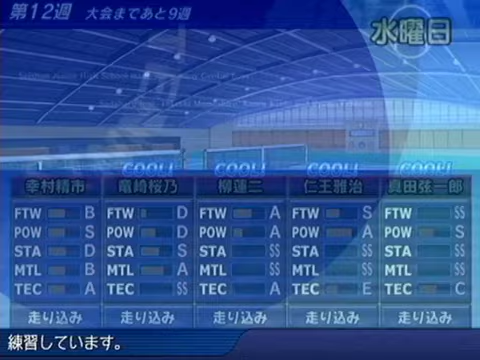 第12週 大会まであと9週
水曜日
COOL! COOL! COOL! COOL!
幸村精市 竜崎桜乃 柳蓮二 仁王雅治 真田弦一郎
FTW B FTW D FTW A FTW S FTW SS
POW S POW D POW A POW A POW S
STA D STA S STA SS STA SS STA SS
MTL B MTL A MTL SS MTL SS MTL SS
TEC A TEC SS TEC A TEC E TEC C
走り込み 走り込み 走り込み 走り込み 走り込み
練習しています。